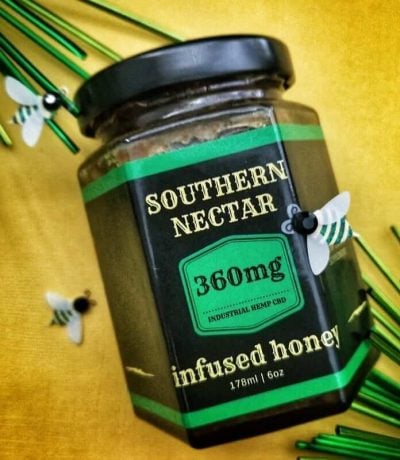 SOUTHERN
NECTAR
360mg
INDUSTRIAL HEMP CBD
infused honey
178ml | 6oz